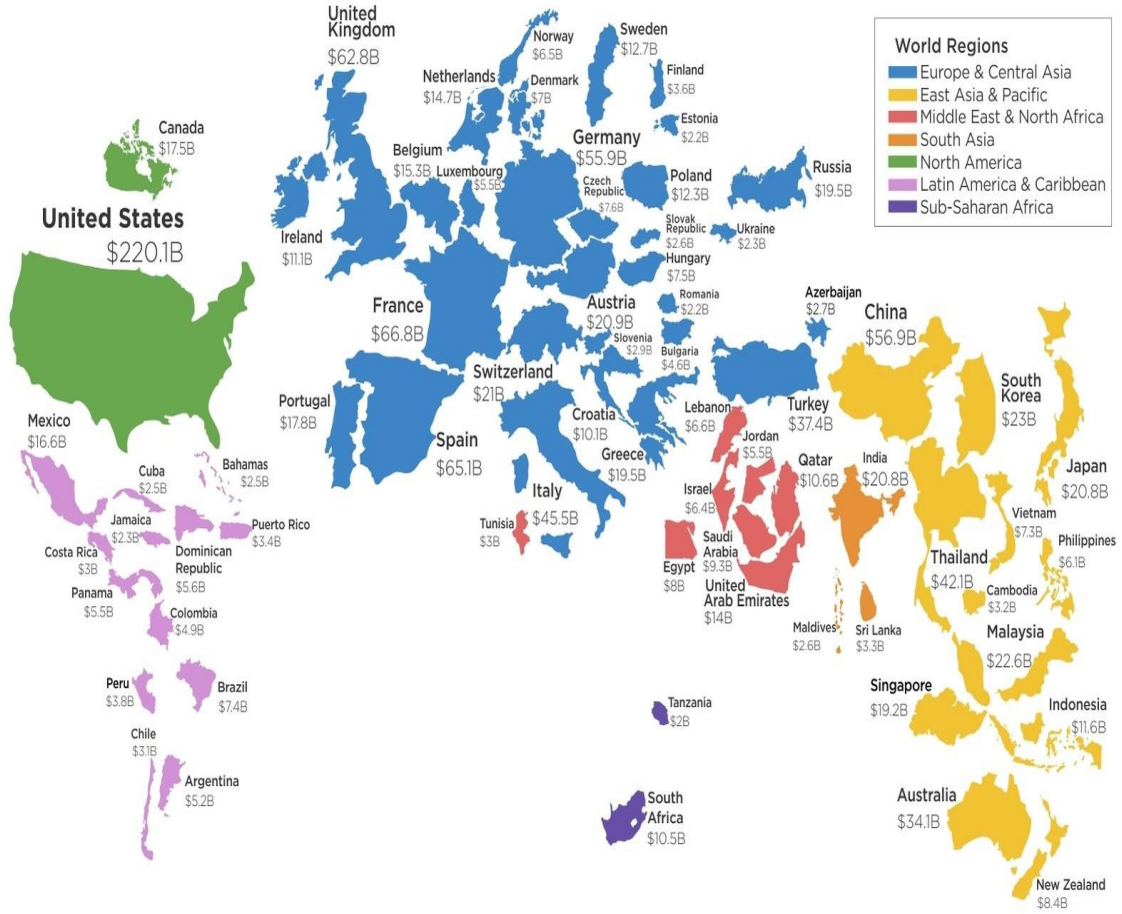 World Regions
Europe & Central Asia
East Asia & Pacific
Middle East & North Africa
South Asia
North America
Latin America & Caribbean
Sub-Saharan Africa
Canada
$17.5B
United States
$220.1B
Mexico
$16.6B
Cuba
$2.5B
Bahamas
$2.5B
Jamaica
$2.3B
Puerto Rico
$3.4B
Costa Rica
$3B
Dominican
Republic
$5.6B
Panama
$5.5B
Colombia
$4.9B
Peru
$3.8B
Brazil
$7.4B
Chile
$3.1B
Argentina
$5.2B
United
Kingdom
$62.8B
Norway
$6.5B
Sweden
$12.7B
Netherlands
$14.7B
Denmark
$7B
Finland
$3.6B
Estonia
$2.2B
Germany
$55.9B
Belgium
$15.3B
Luxembourg
$5.5B
Czech
Republic
$7.6B
Poland
$12.3B
Russia
$19.5B
Ireland
$11.1B
Slovak
Republic
$2.6B
Ukraine
$2.3B
Hungary
$7.5B
France
$66.8B
Austria
$20.9B
Romania
$2.2B
Slovenia
$2.9B
Bulgaria
$4.6B
Azerbaijan
$2.7B
Switzerland
$21B
Portugal
$17.8B
Spain
$65.1B
Croatia
$10.1B
Greece
$19.5B
Italy
$45.5B
Turkey
$37.4B
Tunisia
$3B
Lebanon
$6.6B
Jordan
$5.5B
Israel
$6.4B
Qatar
$10.6B
Egypt
$8B
Saudi
Arabia
$9.3B
United
Arab Emirates
$14B
India
$20.8B
Maldives
$2.6B
Sri Lanka
$3.3B
China
$56.9B
South
Korea
$23B
Japan
$20.8B
Vietnam
$7.3B
Philippines
$6.1B
Thailand
$42.1B
Cambodia
$3.2B
Malaysia
$22.6B
Singapore
$19.2B
Indonesia
$11.6B
Australia
$34.1B
New Zealand
$8.4B
Tanzania
$2B
South
Africa
$10.5B